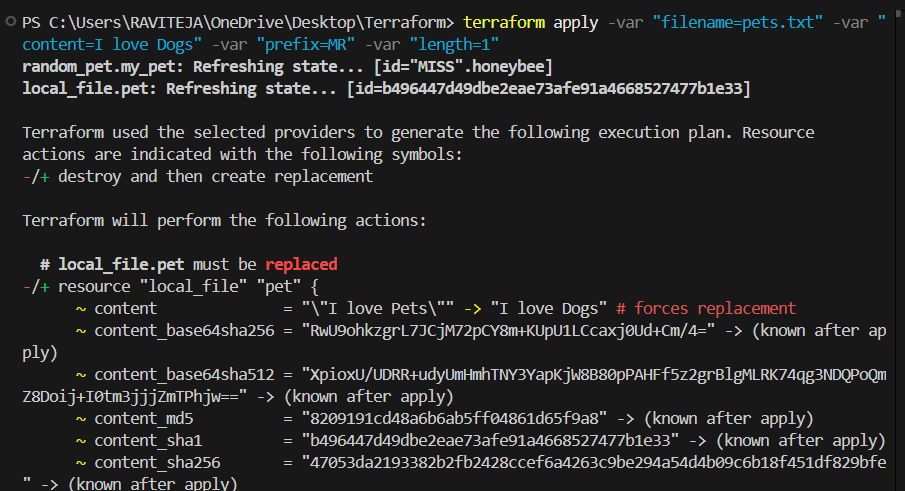 PS C:\Users\RAVITEJA\OneDrive\Desktop\Terraform> terraform apply -var "filename=pets.txt" -var "
content=I love Dogs" -var "prefix=MR" -var "length=1"
random_pet.my_pet: Refreshing state... [id="MISS".honeybee]
local_file.pet: Refreshing state... [id=b496447d49dbe2eae73afe91a4668527477b1e33]
Terraform used the selected providers to generate the following execution plan. Resource
actions are indicated with the following symbols:
-/+ destroy and then create replacement
Terraform will perform the following actions:
# local_file.pet must be replaced
-/+ resource "local_file" "pet" {
~ content = "\"I love Pets\"" -> "I love Dogs" # forces replacement
~ content_base64sha256 = "RwU9ohkzgrL7JCjM72pCY8m+KUpU1LCcaxj0Ud+Cm/4=" -> (known after ap
ply)
~ content_base64sha512 = "XpioxU/UDRR+udyUmHmhTNY3YapKjW8B80pPAHFf5z2grBlgMLRK74qg3NDQPoQm
Z8Doij+I0tm3jjjZmTPhjw==" -> (known after apply)
~ content_md5 = "8209191cd48a6b6ab5ff04861d65f9a8" -> (known after apply)
~ content_sha1 = "b496447d49dbe2eae73afe91a4668527477b1e33" -> (known after apply)
~ content_sha256 = "47053da2193382b2fb2428ccef6a4263c9be294a54d4b09c6b18f451df829bfe
" -> (known after apply)